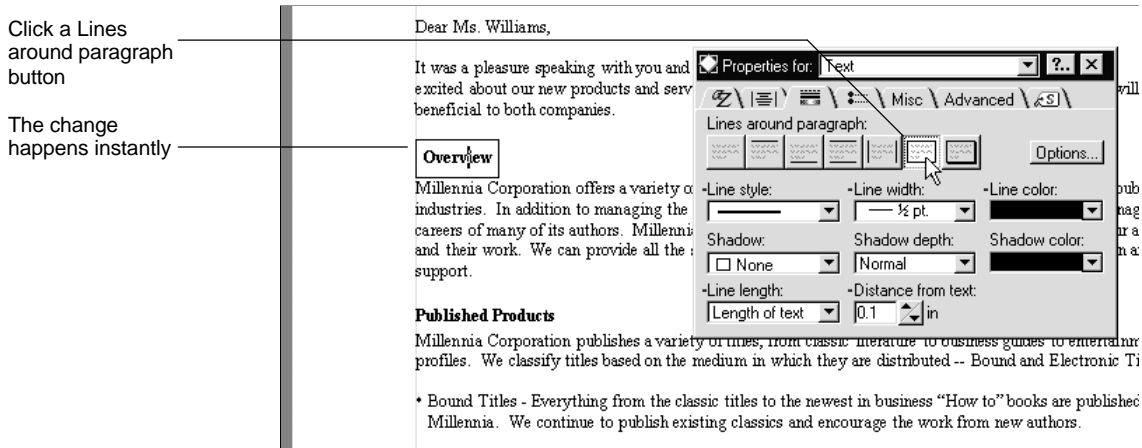 Click a Lines
around paragraph
button
The change
happens instantly
Dear Ms. Williams,
It was a pleasure speaking with you and
excited about our new products and serv will
beneficial to both companies.
Overview
Millennia Corporation offers a variety o
industries. In addition to managing the
careers of many of its authors. Millenni
and their work. We can provide all the
support.
Published Products
Millennia Corporation publishes a variety of titles, from classic literature to business guides to entertainm
profiles. We classify titles based on the medium in which they are distributed -- Bound and Electronic Ti
• Bound Titles - Everything from the classic titles to the newest in business “How to” books are published
Millennia. We continue to publish existing classics and encourage the work from new authors.
Properties for: Text ?.. ×
Misc Advanced S
Lines around paragraph:
Options...
-Line style: -Line width: -Line color:
½ pt.
Shadow: Shadow depth: Shadow color:
None Normal
-Line length: -Distance from text:
Length of text 0.1 in